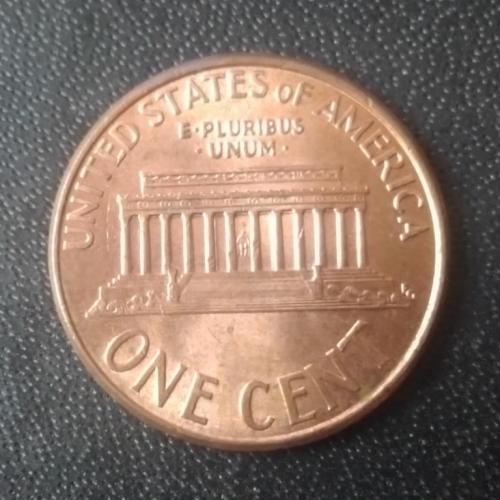 UNITED STATES OF AMERICA
E·PLURIBUS
·UNUM·
ONE CENT